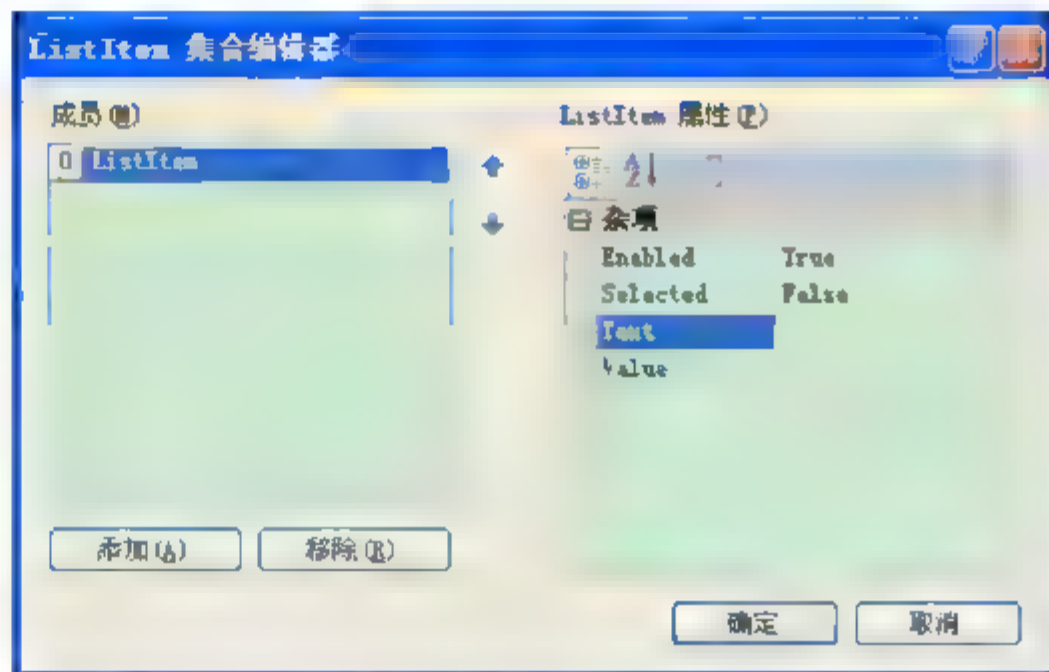 ListItem 集合编辑器
成员(M)
0 ListItem
添加(A)
移除(R)
ListItem 属性(P)
杂项
Enabled True
Selected False
Text
Value
确定
取消